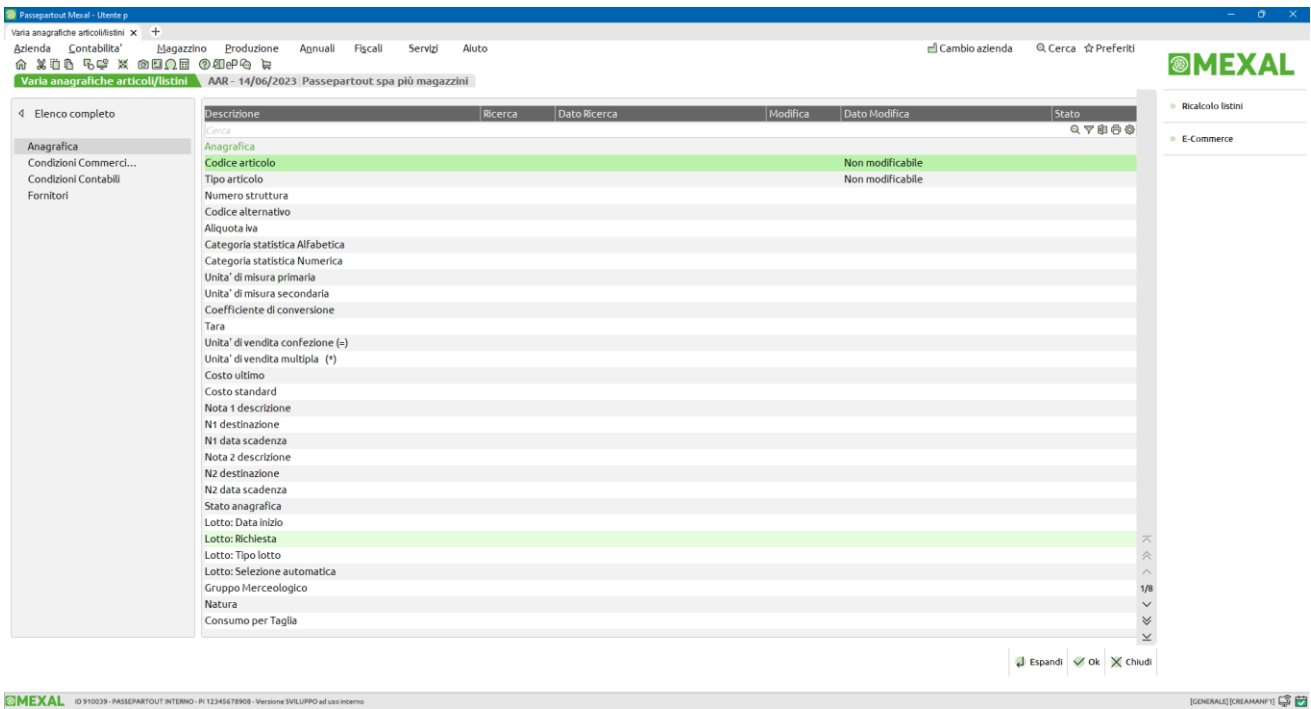 Passepartout Mexal - Utente p
Varia anagrafiche articoli/listini
Azienda Contabilita' Magazzino Produzione Annuali Fiscali Servizi Aiuto Cambio azienda Cerca Preferiti
MEXAL
Varia anagrafiche articoli/listini AAR - 14/06/2023 Passepartout spa più magazzini
Elenco completo
Anagrafica
Condizioni Commerci...
Condizioni Contabili
Fornitori
Descrizione Ricerca Dato Ricerca Modifica Dato Modifica Stato
Cerca
Anagrafica
Codice articolo Non modificabile
Tipo articolo Non modificabile
Numero struttura
Codice alternativo
Aliquota iva
Categoria statistica Alfabetica
Categoria statistica Numerica
Unita' di misura primaria
Unita' di misura secondaria
Coefficiente di conversione
Tara
Unita' di vendita confezione (=)
Unita' di vendita multipla (*)
Costo ultimo
Costo standard
Nota 1 descrizione
N1 destinazione
N1 data scadenza
Nota 2 descrizione
N2 destinazione
N2 data scadenza
Stato anagrafica
Lotto: Data inizio
Lotto: Richiesta
Lotto: Tipo lotto
Lotto: Selezione automatica
Gruppo Merceologico
Natura
Consumo per Taglia
1/8
Ricalcolo listini
E-Commerce
Espandi Ok Chiudi
MEXAL ID 910039 - PASSEPARTOUT INTERNO - PI 12345678908 - Versione SVILUPPO ad uso interno [GENERALE] [CREAMANF1]